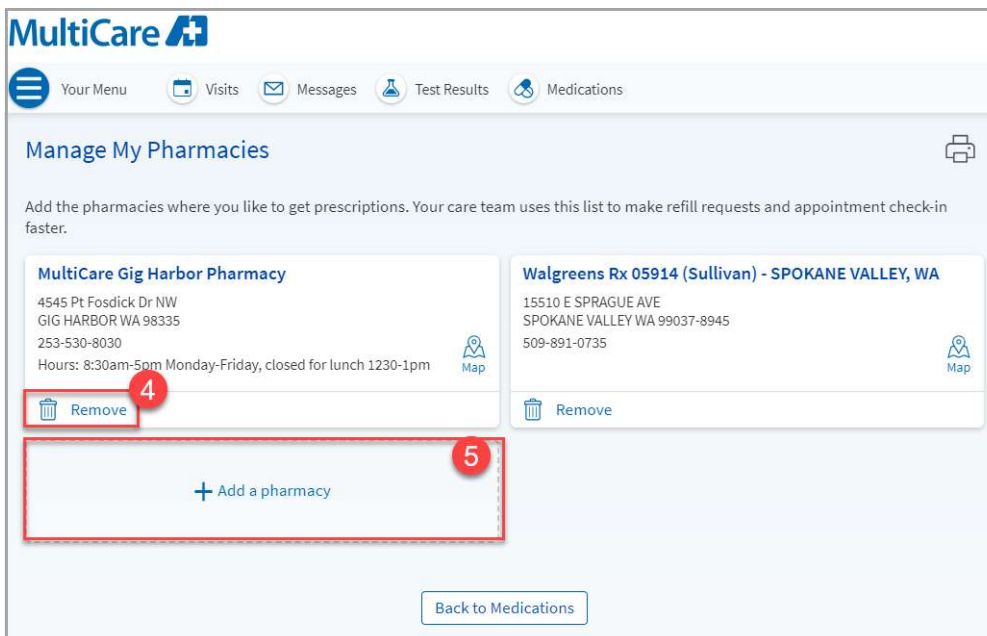 MultiCare
Your Menu Visits Messages Test Results Medications
Manage My Pharmacies
Add the pharmacies where you like to get prescriptions. Your care team uses this list to make refill requests and appointment check-in
faster.
MultiCare Gig Harbor Pharmacy
4545 Pt Fosdick Dr NW
GIG HARBOR WA 98335
253-530-8030
Hours: 8:30am-5pm Monday-Friday, closed for lunch 1230-1pm
Map
4
Remove
Walgreens Rx 05914 (Sullivan) - SPOKANE VALLEY, WA
15510 E SPRAGUE AVE
SPOKANE VALLEY WA 99037-8945
509-891-0735
Map
Remove
5
+ Add a pharmacy
Back to Medications